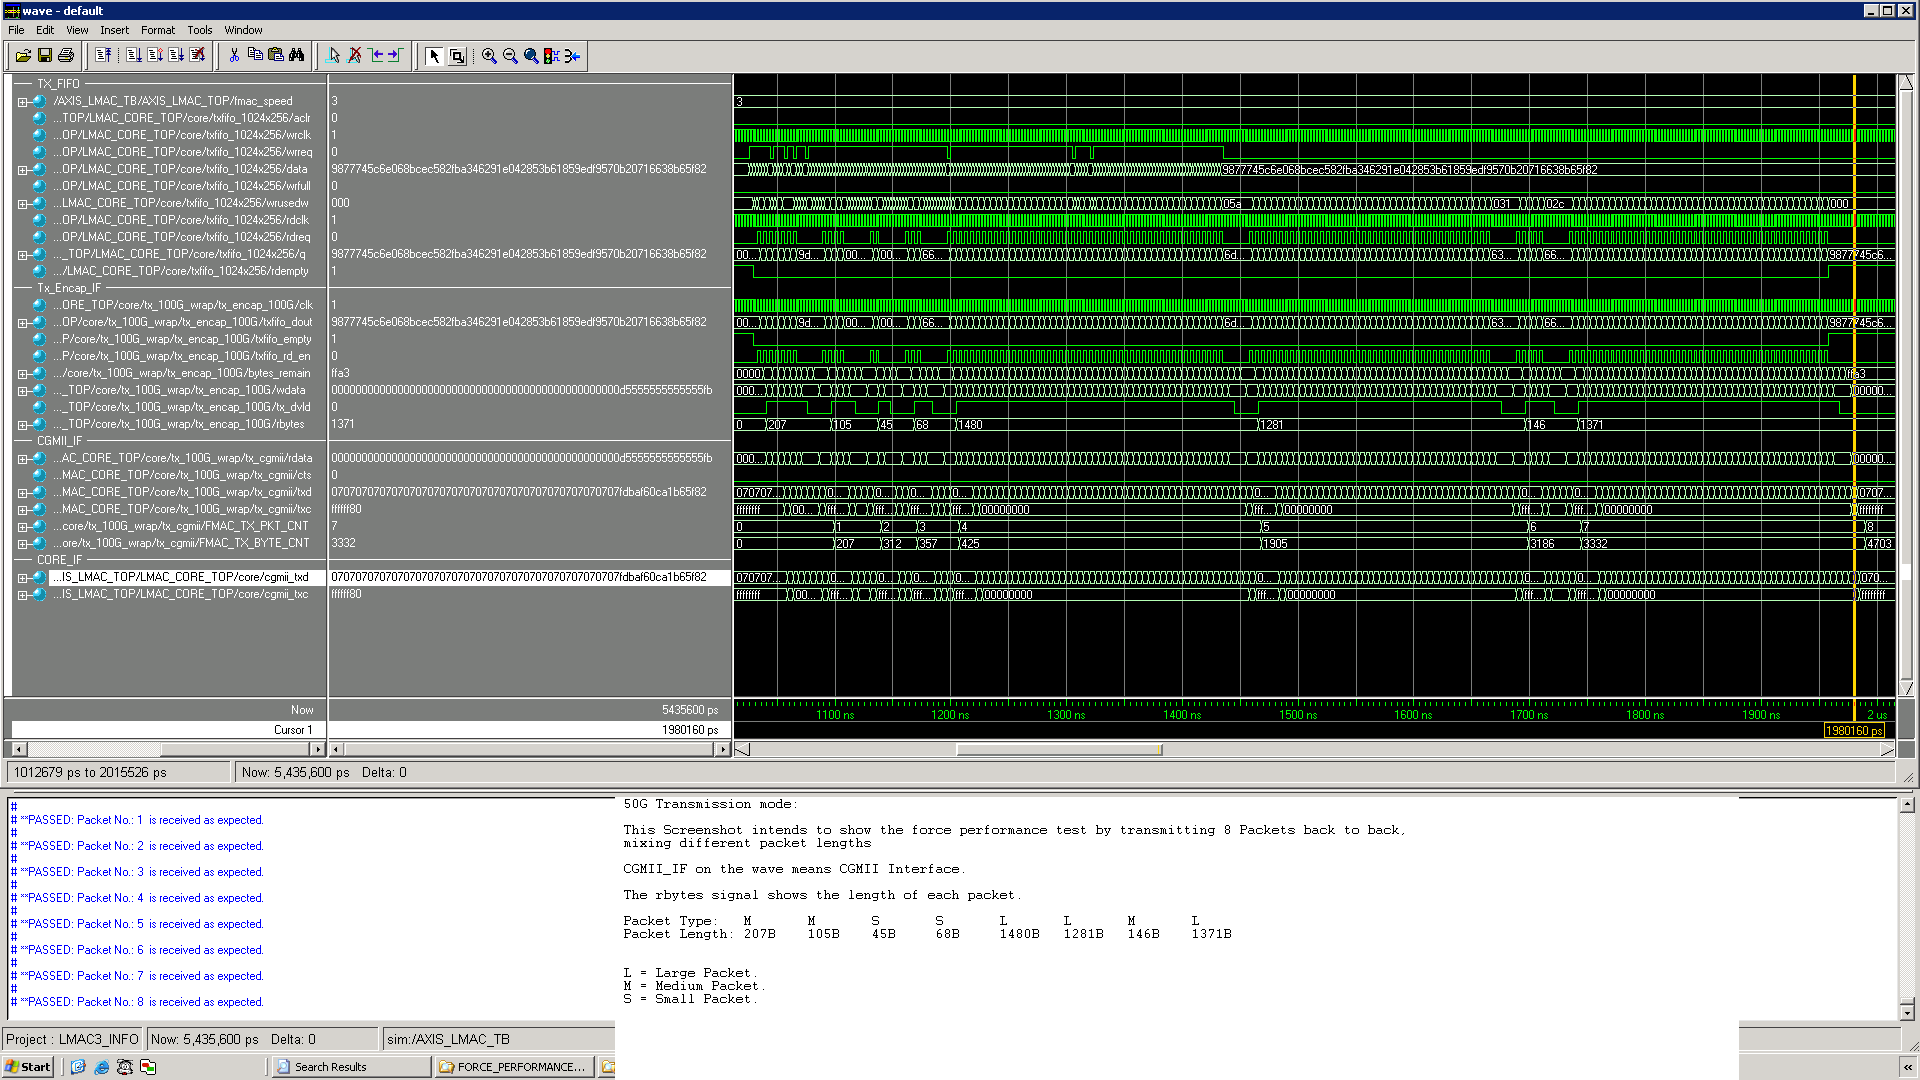 wave - default
File Edit View Insert Format Tools Window
TX_FIFO
/AXIS_LMAC_TB/AXIS_LMAC_TOP/fmac_speed 3 3
...TOP/LMAC_CORE_TOP/core/txfifo_1024x256/aclr 0
...OP/LMAC_CORE_TOP/core/txfifo_1024x256/wrclk 1
...OP/LMAC_CORE_TOP/core/txfifo_1024x256/wrreq 0
...OP/LMAC_CORE_TOP/core/txfifo_1024x256/data 9877745c6e068bcec582fba346291e042853b61859edf9570b20716638b65f82 9877745c6e068bcec582fba346291e042853b61859edf9570b20716638b65f82
...OP/LMAC_CORE_TOP/core/txfifo_1024x256/wrfull 0
...LMAC_CORE_TOP/core/txfifo_1024x256/wrusedw 000 05a 031 02c 000
...OP/LMAC_CORE_TOP/core/txfifo_1024x256/rdclk 1
...OP/LMAC_CORE_TOP/core/txfifo_1024x256/rdreq 0
..._TOP/LMAC_CORE_TOP/core/txfifo_1024x256/q 9877745c6e068bcec582fba346291e042853b61859edf9570b20716638b65f82 00... 9d... 00... 00... 66... 6d... 63... 66... 9877745c6...
.../LMAC_CORE_TOP/core/txfifo_1024x256/rdempty 1
Tx_Encap_IF
...ORE_TOP/core/tx_100G_wrap/tx_encap_100G/clk 1
...OP/core/tx_100G_wrap/tx_encap_100G/txfifo_dout 9877745c6e068bcec582fba346291e042853b61859edf9570b20716638b65f82 00... 9d... 00... 00... 66... 6d... 63... 66... 9877745c6...
...P/core/tx_100G_wrap/tx_encap_100G/txfifo_empty 1
...P/core/tx_100G_wrap/tx_encap_100G/txfifo_rd_en 0
.../core/tx_100G_wrap/tx_encap_100G/bytes_remain ffa3 0000 ffa3
..._TOP/core/tx_100G_wrap/tx_encap_100G/wdata 000000000000000000000000000000000000000000000000d5555555555555fb 000... 00000...
..._TOP/core/tx_100G_wrap/tx_encap_100G/tx_dvld 0
..._TOP/core/tx_100G_wrap/tx_encap_100G/rbytes 1371 0 207 105 45 68 1480 1281 146 1371
CGMII_IF
...AC_CORE_TOP/core/tx_100G_wrap/tx_cgmii/rdata 000000000000000000000000000000000000000000000000d5555555555555fb 000... 00000...
...MAC_CORE_TOP/core/tx_100G_wrap/tx_cgmii/cts 0
...MAC_CORE_TOP/core/tx_100G_wrap/tx_cgmii/txd 070707070707070707070707070707070707070707070707fdbaf60ca1b65f82 070707... 0... 0... 0... 0... 0... 0... 0... 0707...
...MAC_CORE_TOP/core/tx_100G_wrap/tx_cgmii/txc ffffff80 ffffffff 00... fff... fff... fff... fff... 00000000 fff... 00000000 fff... fff... 00000000 ffffffff
...core/tx_100G_wrap/tx_cgmii/FMAC_TX_PKT_CNT 7 0 1 2 3 4 5 6 7 8
...ore/tx_100G_wrap/tx_cgmii/FMAC_TX_BYTE_CNT 3332 0 207 312 357 425 1905 3186 3332 4703
CORE_IF
...IS_LMAC_TOP/LMAC_CORE_TOP/core/cgmii_txd 070707070707070707070707070707070707070707070707fdbaf60ca1b65f82 070707... 0... 0... 0... 0... 0... 0... 0... 070...
...IS_LMAC_TOP/LMAC_CORE_TOP/core/cgmii_txc ffffff80 ffffffff 00... fff... fff... fff... fff... 00000000 fff... 00000000 fff... fff... 00000000 ffffffff
Now 5435600 ps 1100 ns 1200 ns 1300 ns 1400 ns 1500 ns 1600 ns 1700 ns 1800 ns 1900 ns 2 us
Cursor 1 1980160 ps 1980160 ps
1012679 ps to 2015526 ps Now: 5,435,600 ps Delta: 0
#
# **PASSED: Packet No.: 1 is received as expected.
#
# **PASSED: Packet No.: 2 is received as expected.
#
# **PASSED: Packet No.: 3 is received as expected.
#
# **PASSED: Packet No.: 4 is received as expected.
#
# **PASSED: Packet No.: 5 is received as expected.
#
# **PASSED: Packet No.: 6 is received as expected.
#
# **PASSED: Packet No.: 7 is received as expected.
#
# **PASSED: Packet No.: 8 is received as expected.
50G Transmission mode:
This Screenshot intends to show the force performance test by transmitting 8 Packets back to back,
mixing different packet lengths
CGMII_IF on the wave means CGMII Interface.
The rbytes signal shows the length of each packet.
Packet Type: M M S S L L M L
Packet Length: 207B 105B 45B 68B 1480B 1281B 146B 1371B
L = Large Packet.
M = Medium Packet.
S = Small Packet.
Project : LMAC3_INFO Now: 5,435,600 ps Delta: 0 sim:/AXIS_LMAC_TB
Start Search Results FORCE_PERFORMANCE...